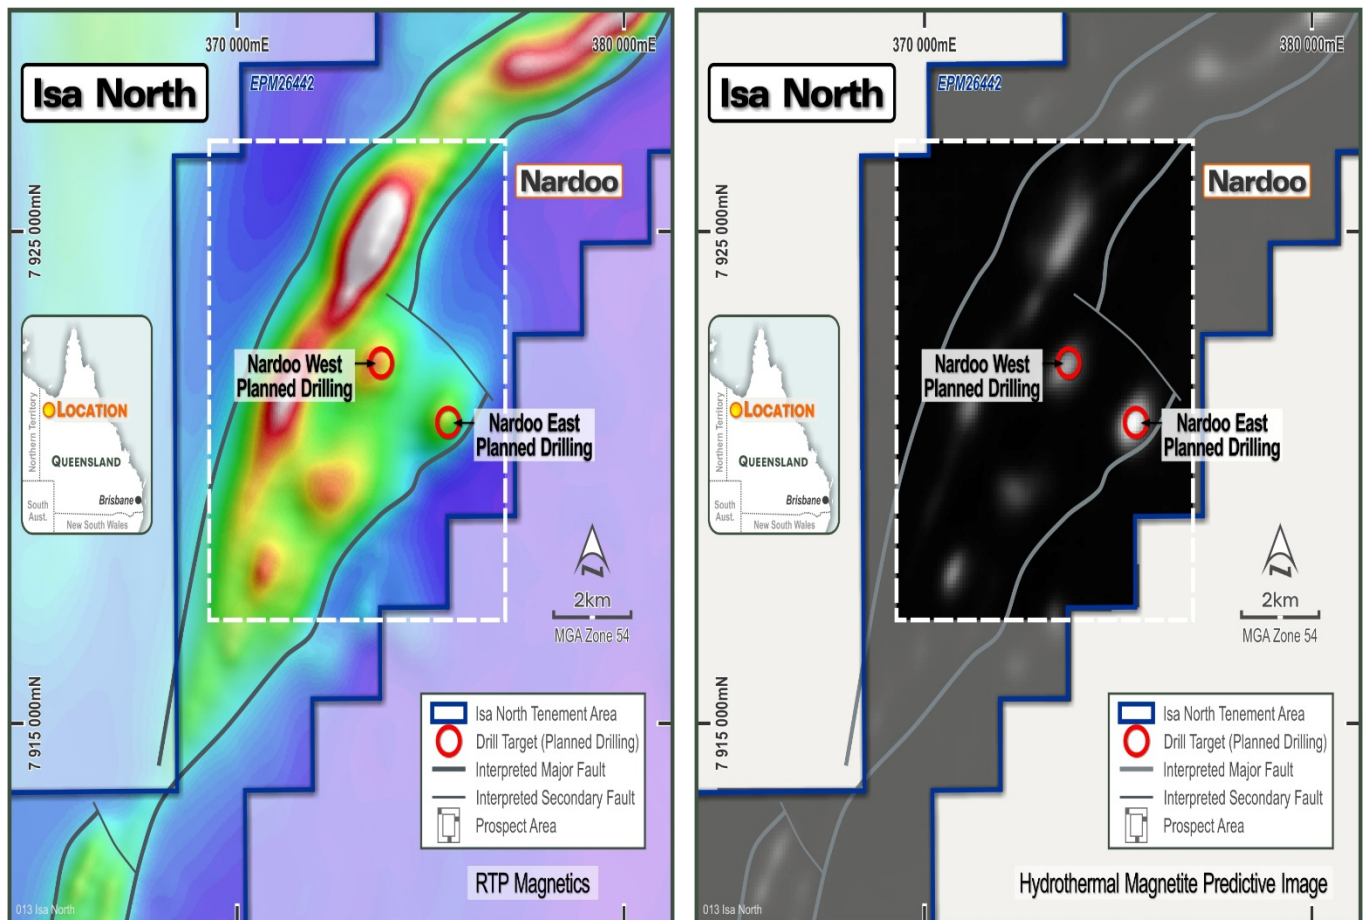 370 000mE
380 000mE
Isa North
EPM26442
Nardoo
7 925 000mN
Nardoo West
Planned Drilling
Nardoo East
Planned Drilling
LOCATION
Northern Territory
QUEENSLAND
Brisbane
South
Aust.
New South Wales
2km
MGA Zone 54
7 915 000mN
Isa North Tenement Area
Drill Target (Planned Drilling)
Interpreted Major Fault
Interpreted Secondary Fault
Prospect Area
RTP Magnetics
013 Isa North
370 000mE
380 000mE
Isa North
EPM26442
Nardoo
7 925 000mN
Nardoo West
Planned Drilling
Nardoo East
Planned Drilling
LOCATION
Northern Territory
QUEENSLAND
Brisbane
South
Aust.
New South Wales
2km
MGA Zone 54
7 915 000mN
Isa North Tenement Area
Drill Target (Planned Drilling)
Interpreted Major Fault
Interpreted Secondary Fault
Prospect Area
Hydrothermal Magnetite Predictive Image
013 Isa North